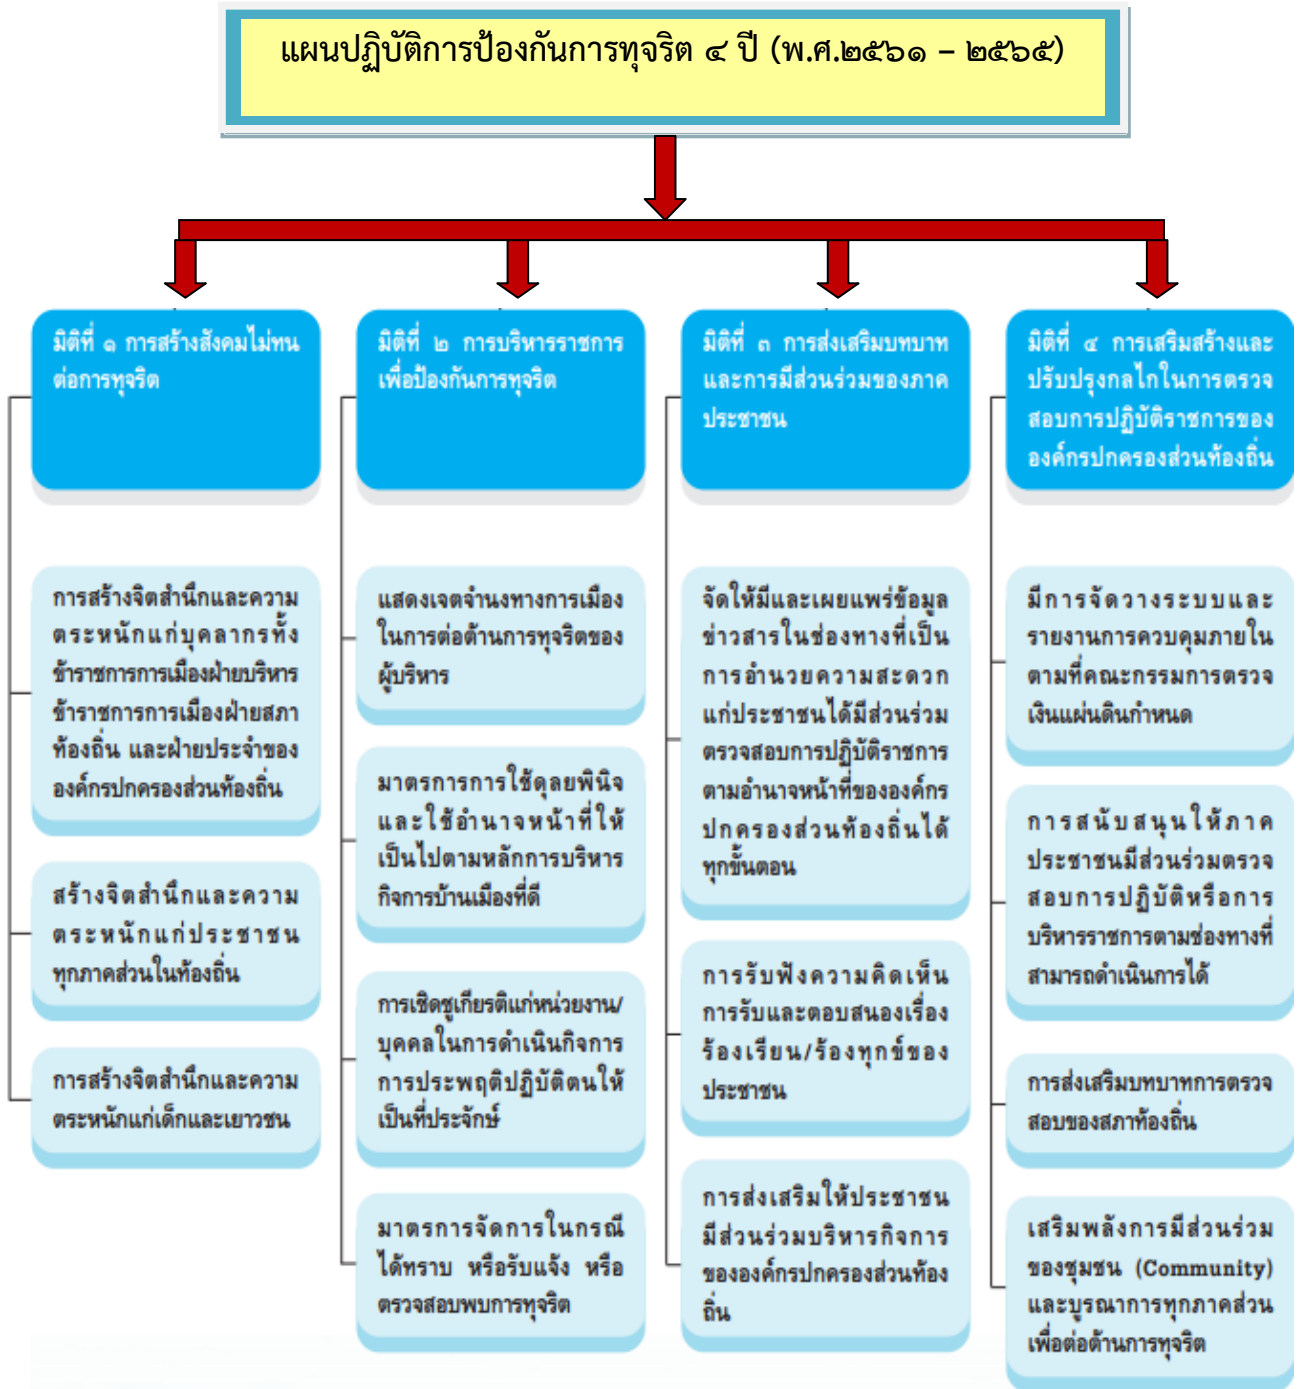 แผนปฏิบัติการป้องกันการทุจริต ๔ ปี (พ.ศ.๒๕๖๑ – ๒๕๖๕)
มิติที่ ๑ การสร้างสังคมไม่ทน
ต่อการทุจริต
การสร้างจิตสำนึกและความ
ตระหนักแก่บุคลากรทั้ง
ข้าราชการการเมืองฝ่ายบริหาร
ข้าราชการการเมืองฝ่ายสภา
ท้องถิ่น และฝ่ายประจำของ
องค์กรปกครองส่วนท้องถิ่น
สร้างจิตสำนึกและความ
ตระหนักแก่ประชาชน
ทุกภาคส่วนในท้องถิ่น
การสร้างจิตสำนึกและความ
ตระหนักแก่เด็กและเยาวชน
มิติที่ ๒ การบริหารราชการ
เพื่อป้องกันการทุจริต
แสดงเจตจำนงทางการเมือง
ในการต่อต้านการทุจริตของ
ผู้บริหาร
มาตรการการใช้ดุลยพินิจ
และใช้อำนาจหน้าที่ให้
เป็นไปตามหลักการบริหาร
กิจการบ้านเมืองที่ดี
การเชิดชูเกียรติแก่หน่วยงาน/
บุคคลในการดำเนินกิจการ
การประพฤติปฏิบัติตนให้
เป็นที่ประจักษ์
มาตรการจัดการในกรณี
ได้ทราบ หรือรับแจ้ง หรือ
ตรวจสอบพบการทุจริต
มิติที่ ๓ การส่งเสริมบทบาท
และการมีส่วนร่วมของภาค
ประชาชน
จัดให้มีและเผยแพร่ข้อมูล
ข่าวสารในช่องทางที่เป็น
การอำนวยความสะดวก
แก่ประชาชนได้มีส่วนร่วม
ตรวจสอบการปฏิบัติราชการ
ตามอำนาจหน้าที่ขององค์กร
ปกครองส่วนท้องถิ่นได้
ทุกขั้นตอน
การรับฟังความคิดเห็น
การรับและตอบสนองเรื่อง
ร้องเรียน/ร้องทุกข์ของ
ประชาชน
การส่งเสริมให้ประชาชน
มีส่วนร่วมบริหารกิจการ
ขององค์กรปกครองส่วนท้อง
ถิ่น
มิติที่ ๔ การเสริมสร้างและ
ปรับปรุงกลไกในการตรวจ
สอบการปฏิบัติราชการของ
องค์กรปกครองส่วนท้องถิ่น
มีการจัดวางระบบและ
รายงานการควบคุมภายใน
ตามที่คณะกรรมการตรวจ
เงินแผ่นดินกำหนด
การสนับสนุนให้ภาค
ประชาชนมีส่วนร่วมตรวจ
สอบการปฏิบัติหรือการ
บริหารราชการตามช่องทางที่
สามารถดำเนินการได้
การส่งเสริมบทบาทการตรวจ
สอบของสภาท้องถิ่น
เสริมพลังการมีส่วนร่วม
ของชุมชน (Community)
และบูรณาการทุกภาคส่วน
เพื่อต่อต้านการทุจริต